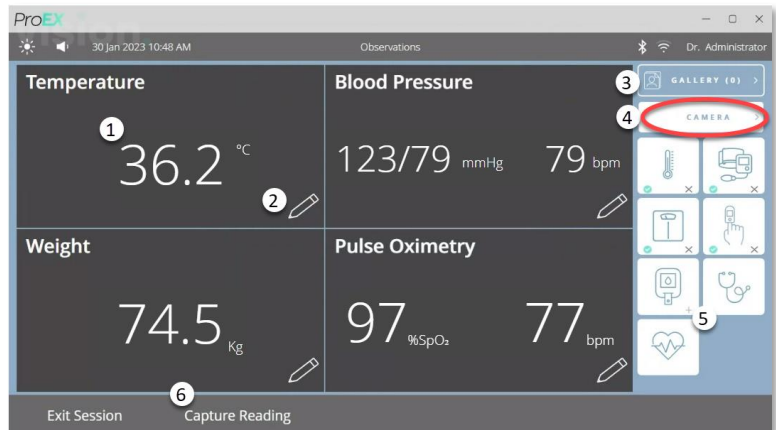 ProEX
vision
30 Jan 2023 10:48 AM Observations Dr. Administrator
Temperature
1
36.2 °C
2
Blood Pressure
123/79 mmHg 79 bpm
Weight
74.5 Kg
Pulse Oximetry
97 %SpO₂ 77 bpm
3 GALLERY (0) >
4 CAMERA >
5
6
Exit Session Capture Reading